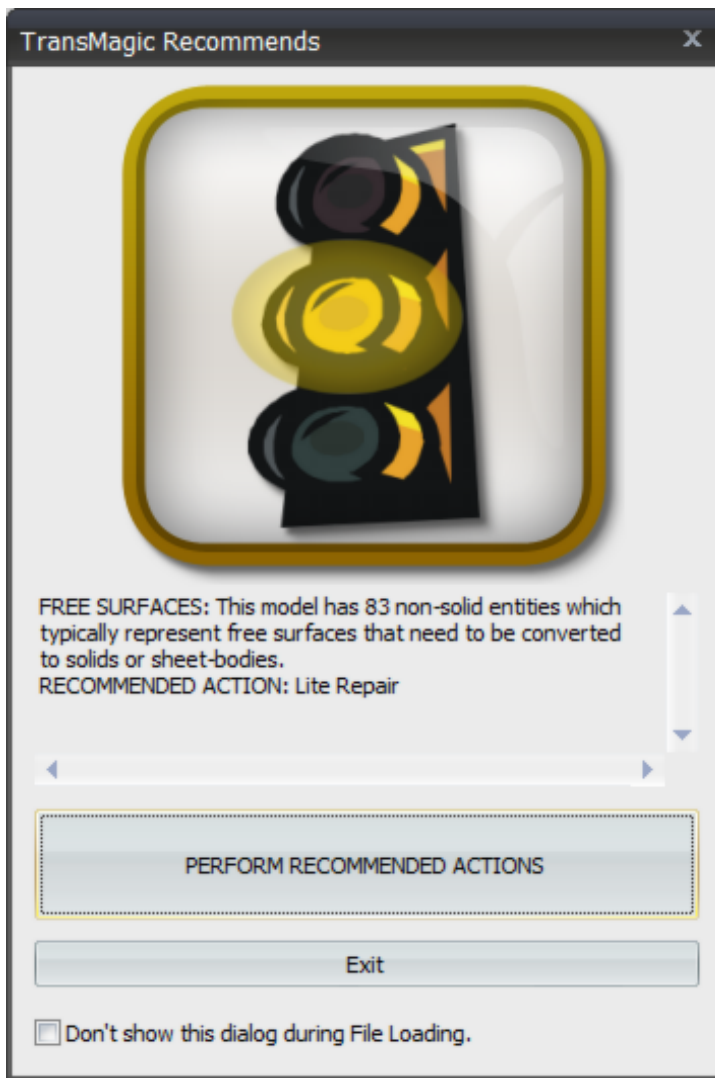 TransMagic Recommends
FREE SURFACES: This model has 83 non-solid entities which
typically represent free surfaces that need to be converted
to solids or sheet-bodies.
RECOMMENDED ACTION: Lite Repair
PERFORM RECOMMENDED ACTIONS
Exit
Don't show this dialog during File Loading.